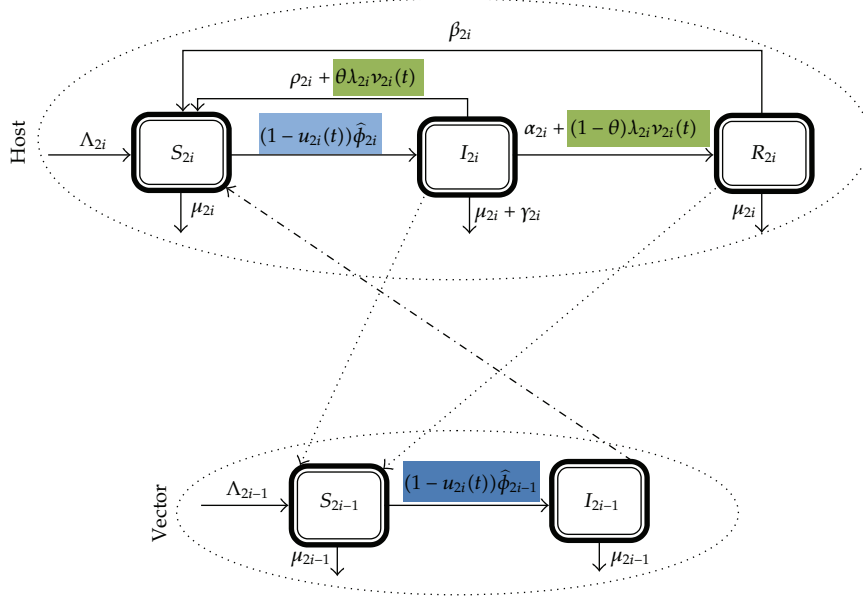 β₂ᵢ
ρ₂ᵢ + θλ₂ᵢν₂ᵢ(t)
Host
Λ₂ᵢ
S₂ᵢ
(1 − u₂ᵢ(t))ϕ̂₂ᵢ
I₂ᵢ
α₂ᵢ + (1 − θ)λ₂ᵢν₂ᵢ(t)
R₂ᵢ
μ₂ᵢ
μ₂ᵢ + γ₂ᵢ
μ₂ᵢ
Vector
Λ₂ᵢ₋₁
S₂ᵢ₋₁
(1 − u₂ᵢ(t))ϕ̂₂ᵢ₋₁
I₂ᵢ₋₁
μ₂ᵢ₋₁
μ₂ᵢ₋₁